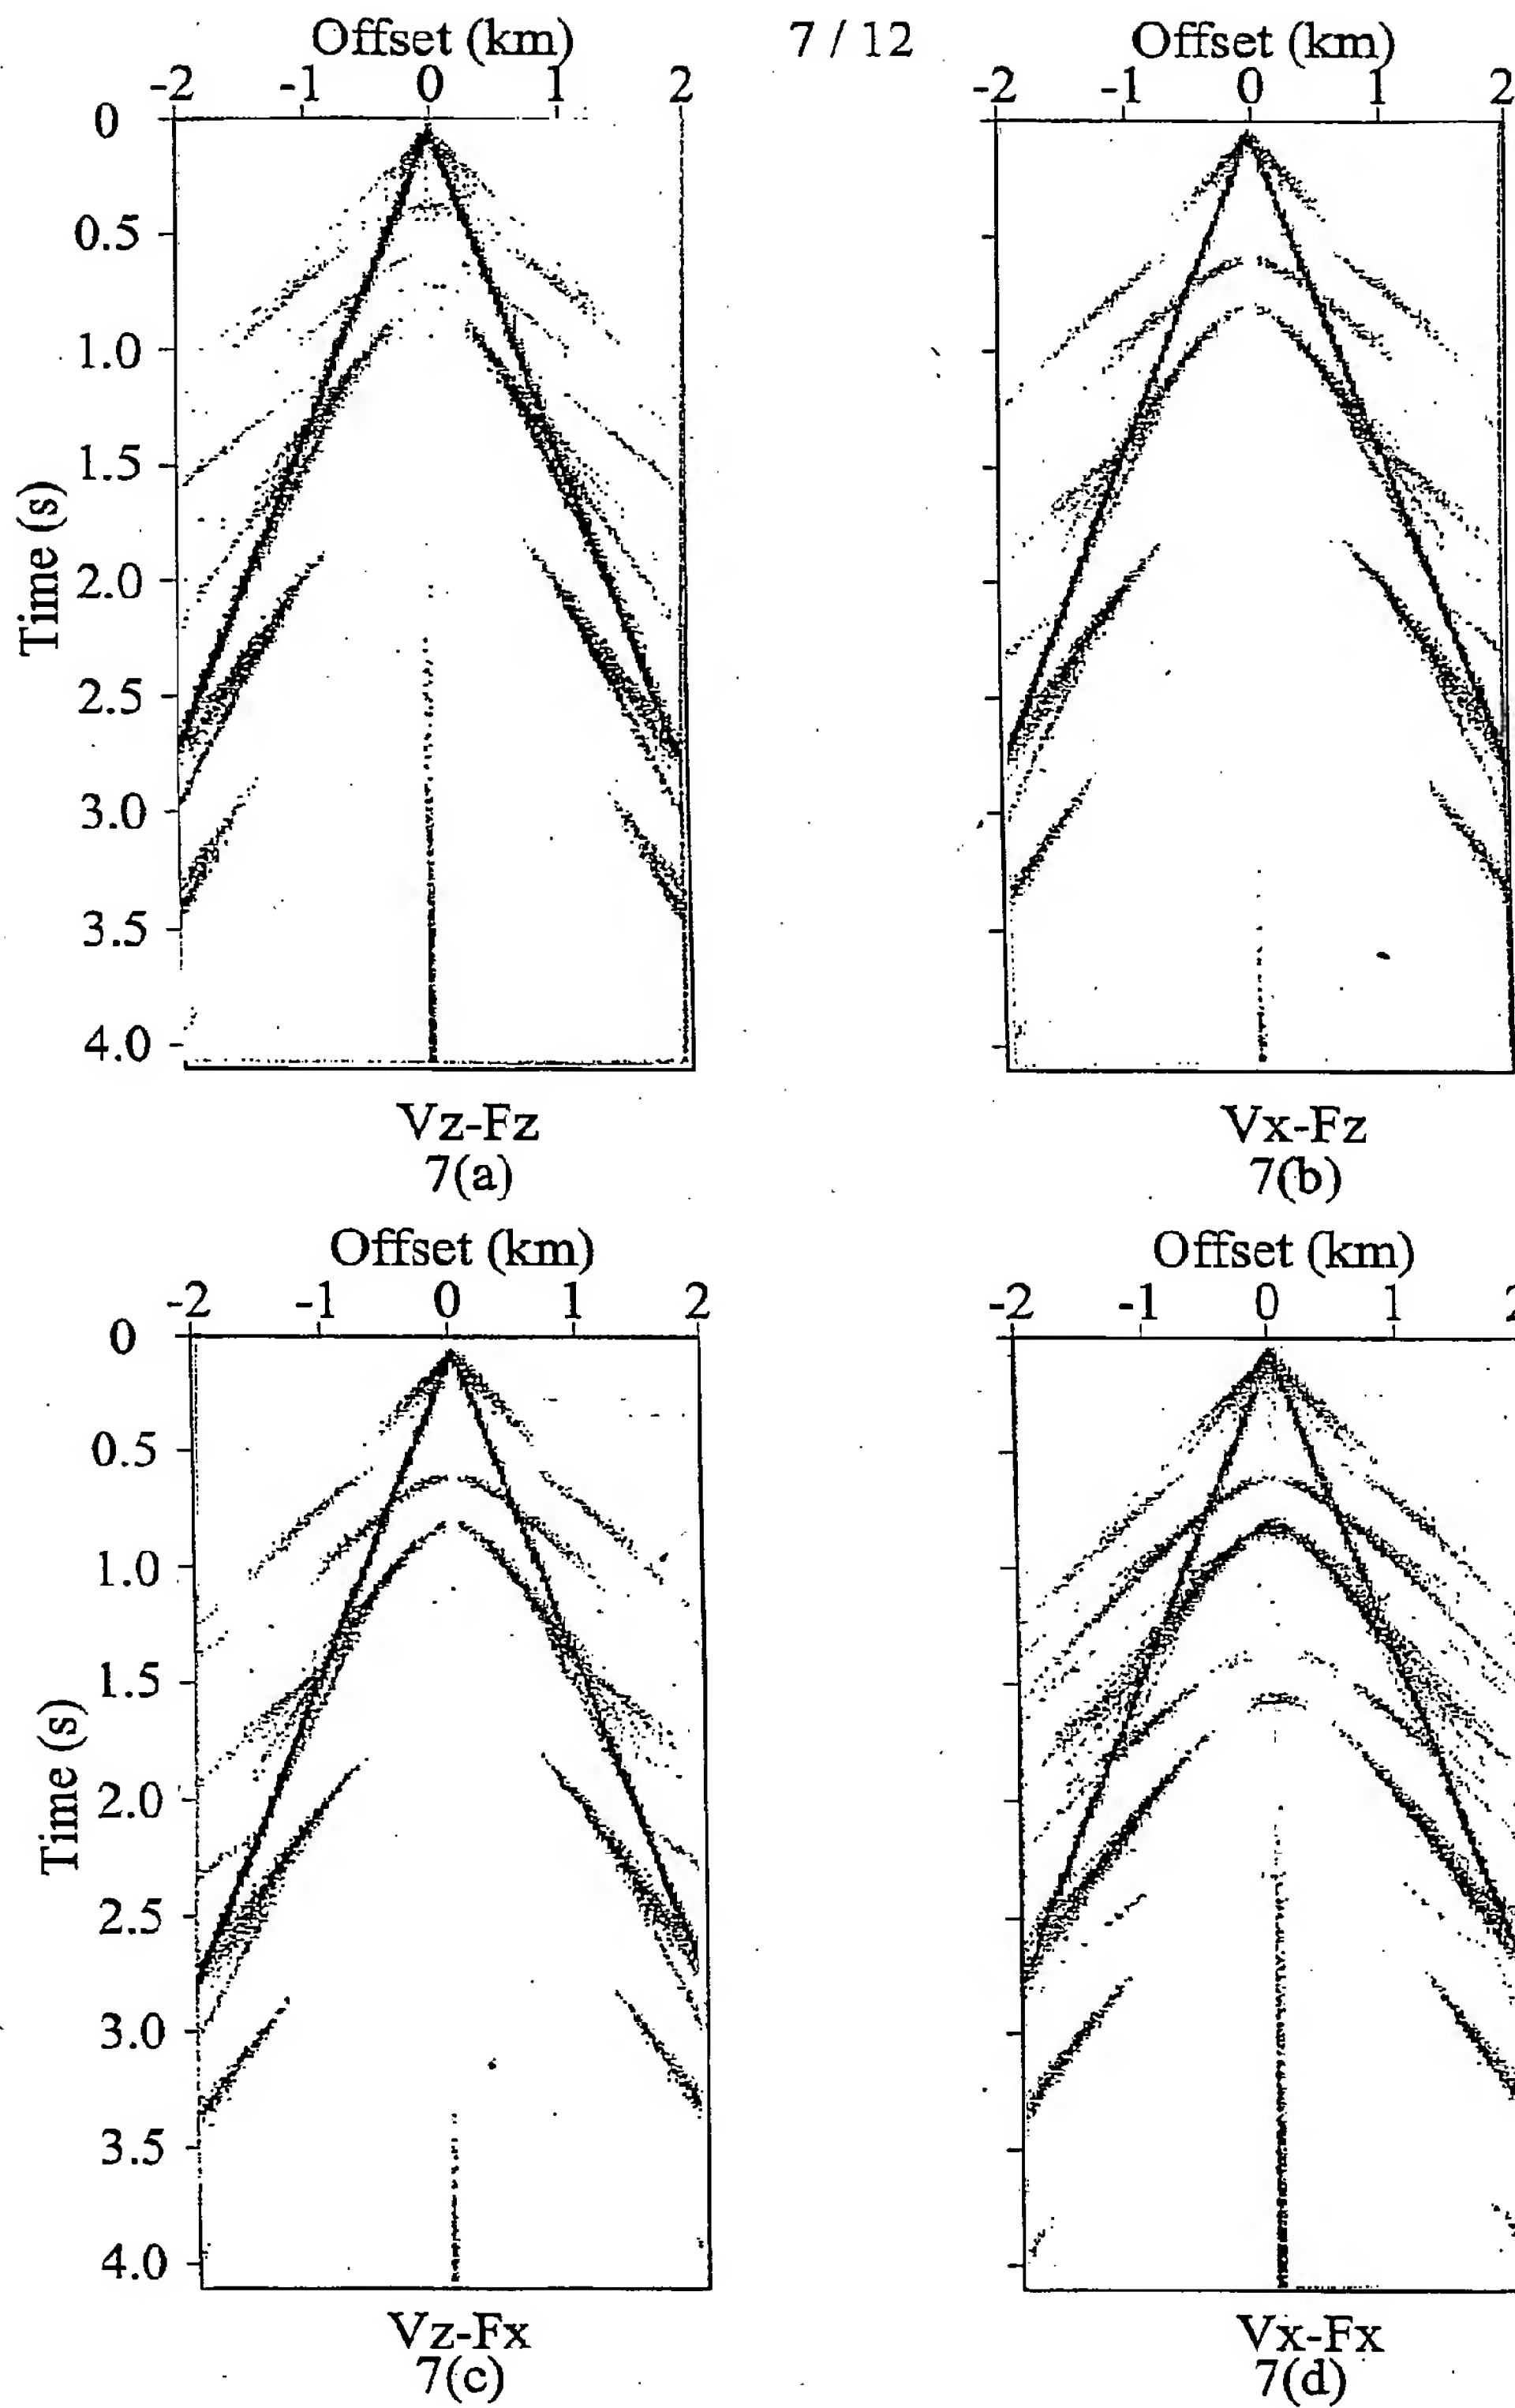 Offset (km) 7 / 12 Offset (km)
-2 -1 0 1 2 -2 -1 0 1 2
0
0.5
1.0
1.5
2.0
2.5
3.0
3.5
4.0
Time (s)
Vz-Fz Vx-Fz
7(a) 7(b)
Offset (km) Offset (km)
-2 -1 0 1 2 -2 -1 0 1 2
0
0.5
1.0
1.5
2.0
2.5
3.0
3.5
4.0
Time (s)
Vz-Fx Vx-Fx
7(c) 7(d)